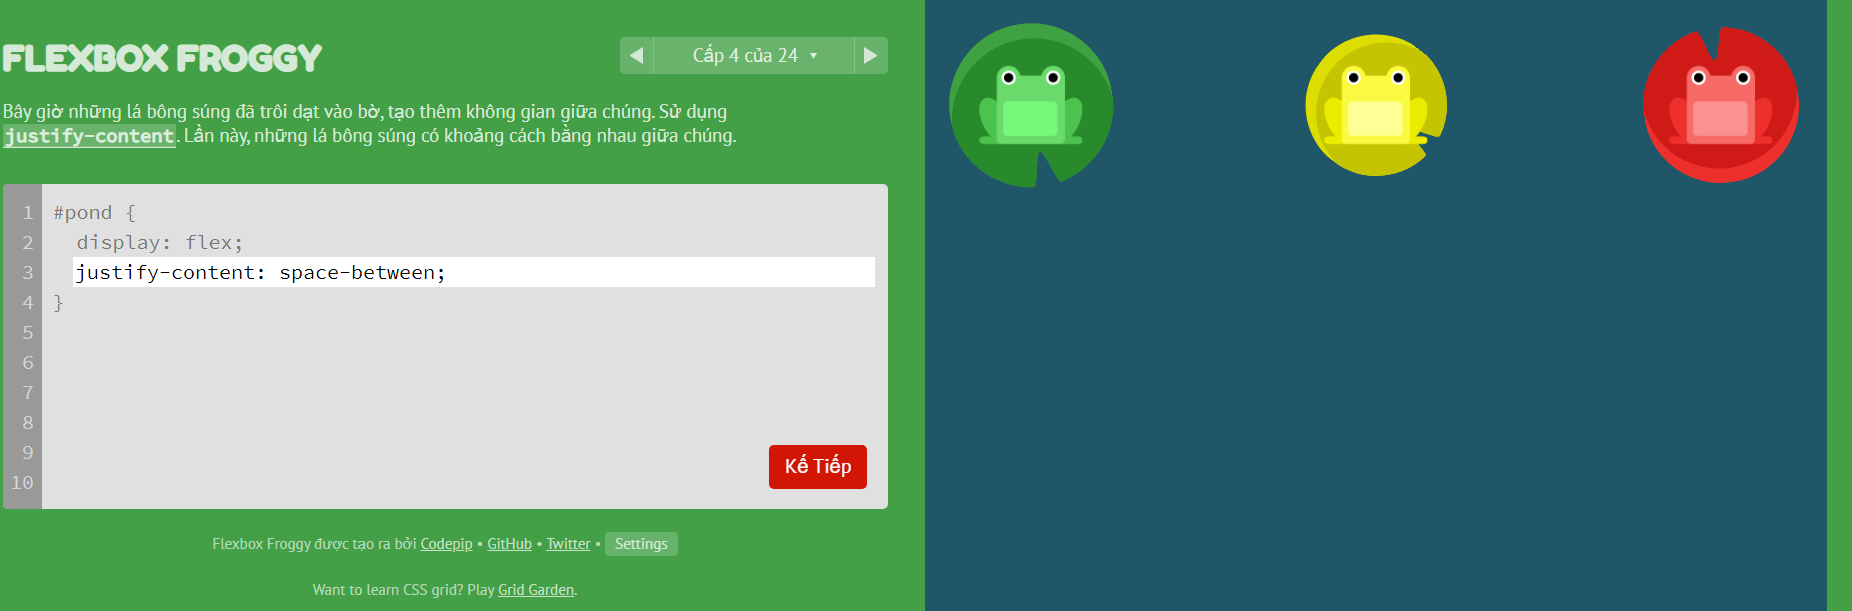 FLEXBOX FROGGY
Cấp 4 của 24
Bây giờ những lá bông súng đã trôi dạt vào bờ, tạo thêm không gian giữa chúng. Sử dụng
justify-content. Lần này, những lá bông súng có khoảng cách bằng nhau giữa chúng.
1 #pond {
2 display: flex;
3 justify-content: space-between;
4 }
5
6
7
8
9
10
Kế Tiếp
Flexbox Froggy được tạo ra bởi Codepip • GitHub • Twitter • Settings
Want to learn CSS grid? Play Grid Garden.